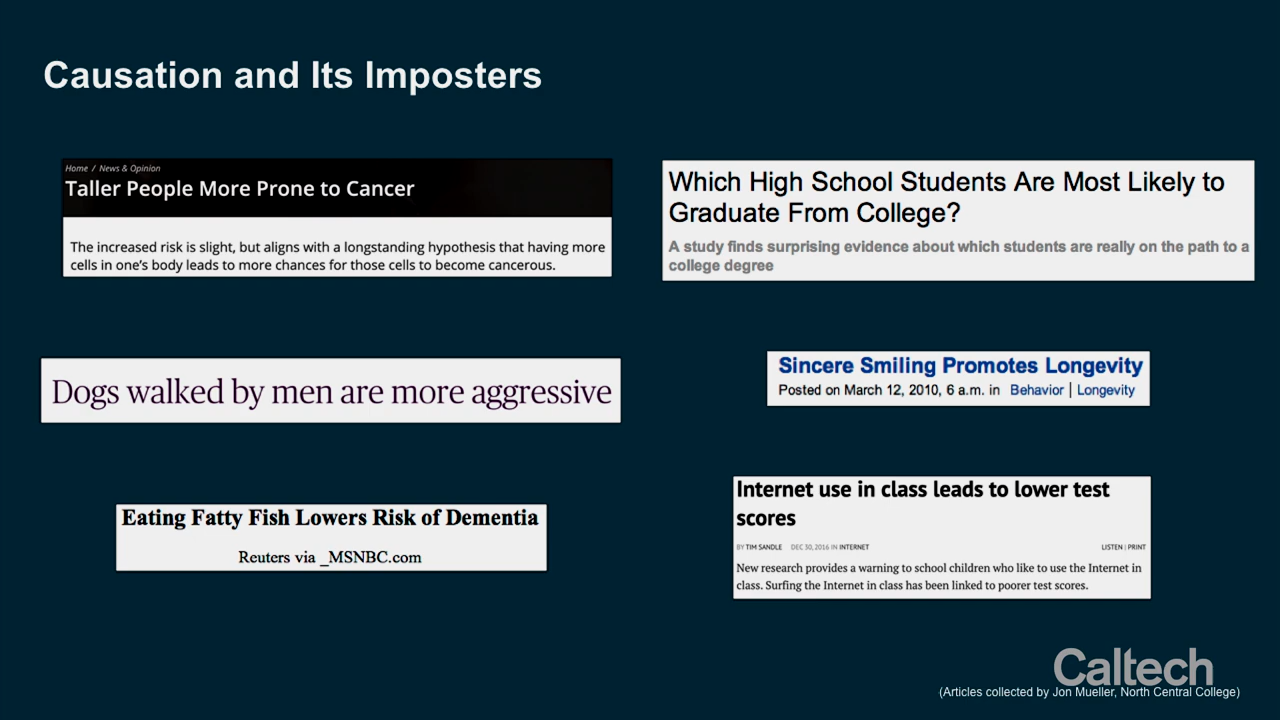 Causation and Its Imposters
Home / News & Opinion
Taller People More Prone to Cancer
The increased risk is slight, but aligns with a longstanding hypothesis that having more
cells in one's body leads to more chances for those cells to become cancerous.
Which High School Students Are Most Likely to
Graduate From College?
A study finds surprising evidence about which students are really on the path to a
college degree
Dogs walked by men are more aggressive
Sincere Smiling Promotes Longevity
Posted on March 12, 2010, 6 a.m. in Behavior | Longevity
Eating Fatty Fish Lowers Risk of Dementia
Reuters via _MSNBC.com
Internet use in class leads to lower test
scores
BY TIM SANDLE DEC 30, 2016 IN INTERNET LISTEN | PRINT
New research provides a warning to school children who like to use the Internet in
class. Surfing the Internet in class has been linked to poorer test scores.
Caltech
(Articles collected by Jon Mueller, North Central College)